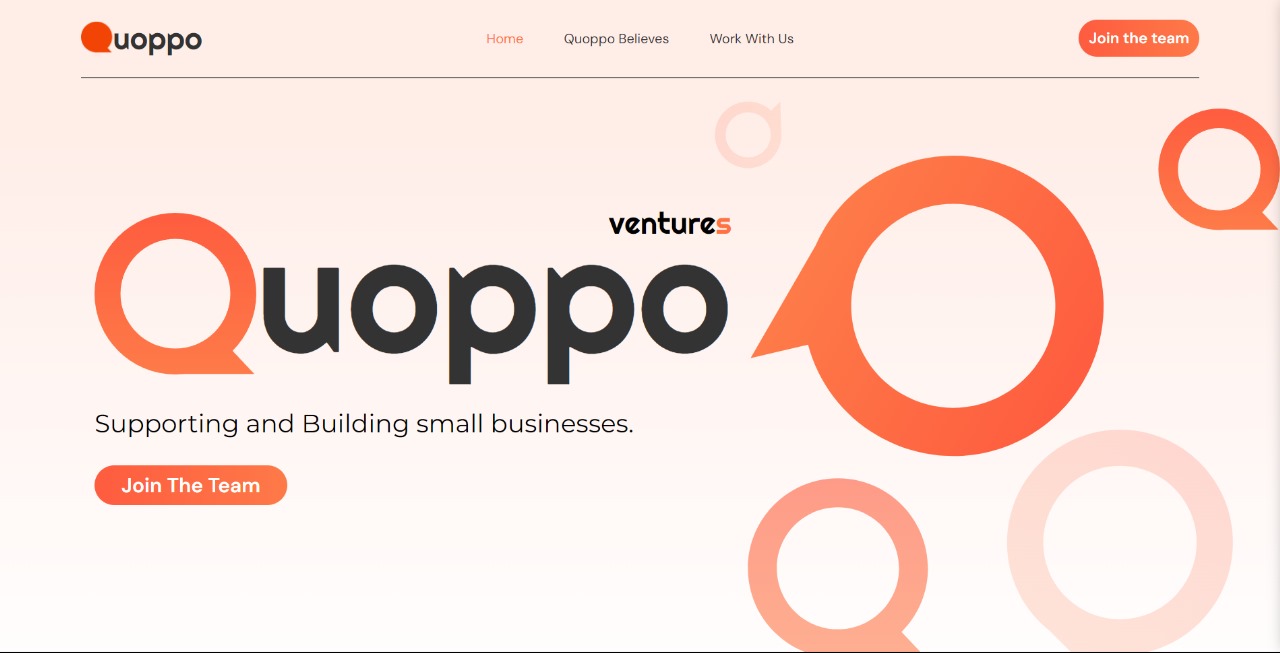 Quoppo
Home Quoppo Believes Work With Us
Join the team
ventures
Quoppo
Supporting and Building small businesses.
Join The Team